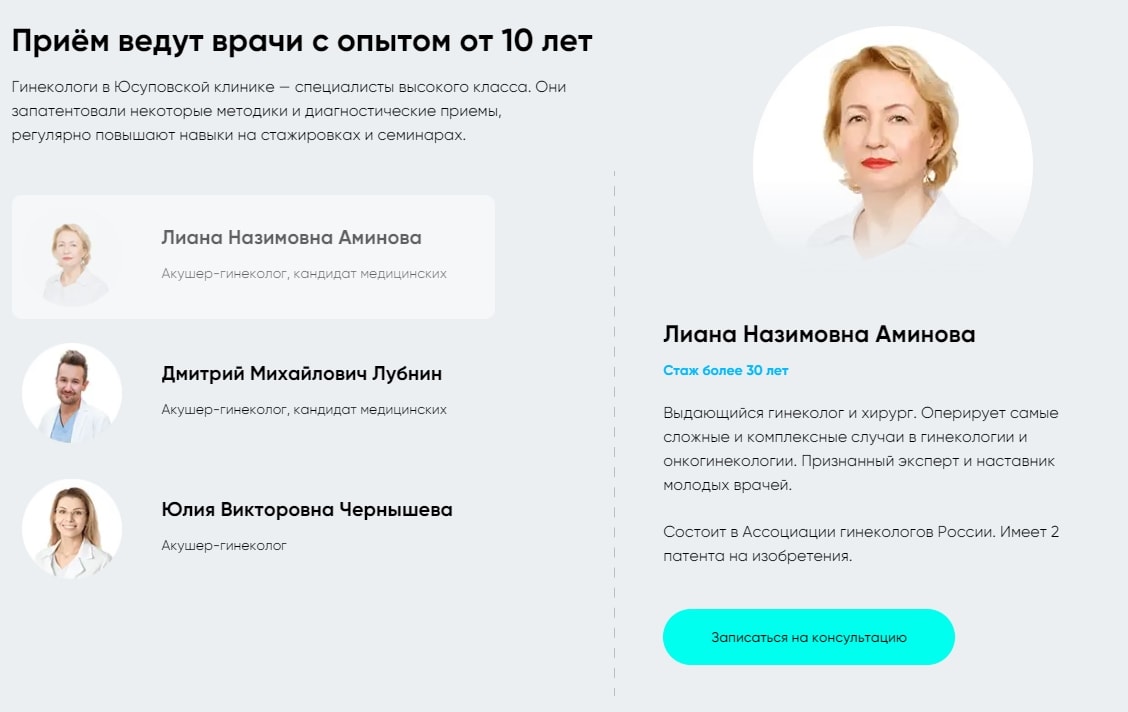 Приём ведут врачи с опытом от 10 лет
Гинекологи в Юсуповской клинике — специалисты высокого класса. Они
запатентовали некоторые методики и диагностические приемы,
регулярно повышают навыки на стажировках и семинарах.
Лиана Назимовна Аминова
Акушер-гинеколог, кандидат медицинских
Дмитрий Михайлович Лубнин
Акушер-гинеколог, кандидат медицинских
Юлия Викторовна Чернышева
Акушер-гинеколог
Лиана Назимовна Аминова
Стаж более 30 лет
Выдающийся гинеколог и хирург. Оперирует самые
сложные и комплексные случаи в гинекологии и
онкогинекологии. Признанный эксперт и наставник
молодых врачей.
Состоит в Ассоциации гинекологов России. Имеет 2
патента на изобретения.
Записаться на консультацию